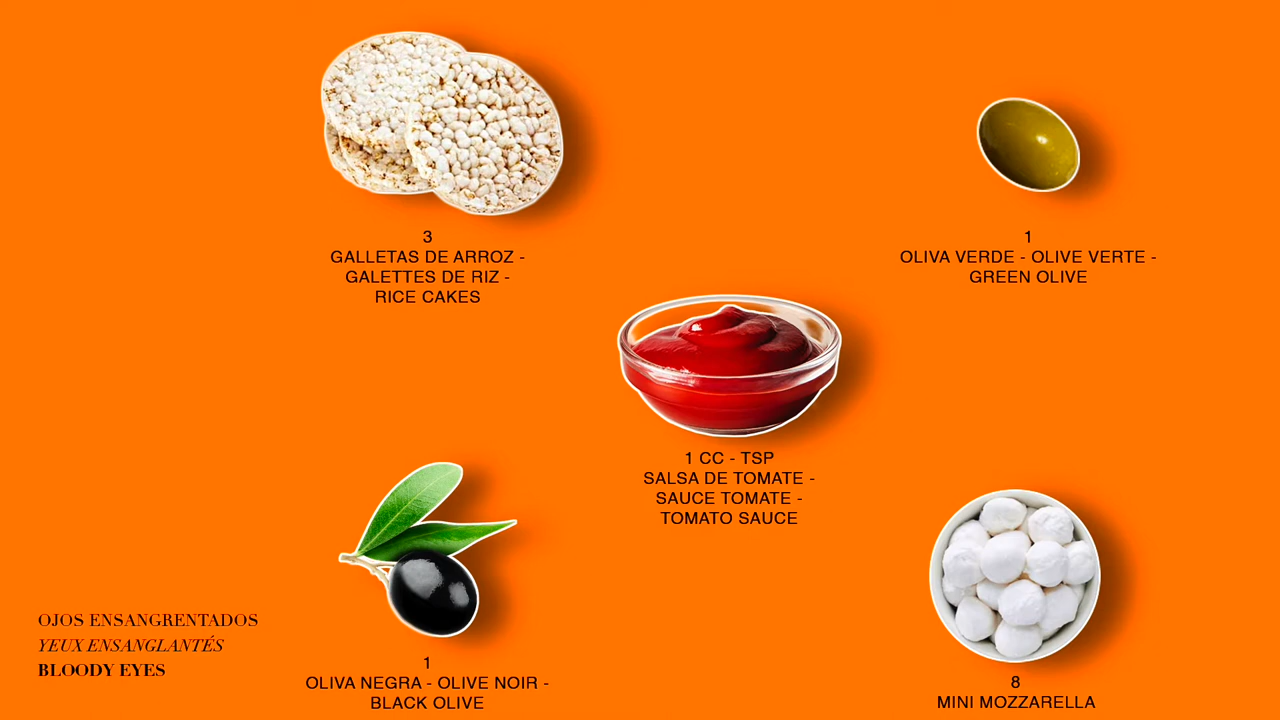 3
GALLETAS DE ARROZ -
GALETTES DE RIZ -
RICE CAKES
1
OLIVA VERDE - OLIVE VERTE -
GREEN OLIVE
1 CC - TSP
SALSA DE TOMATE -
SAUCE TOMATE -
TOMATO SAUCE
OJOS ENSANGRENTADOS
YEUX ENSANGLANTÉS
BLOODY EYES
1
OLIVA NEGRA - OLIVE NOIR -
BLACK OLIVE
8
MINI MOZZARELLA